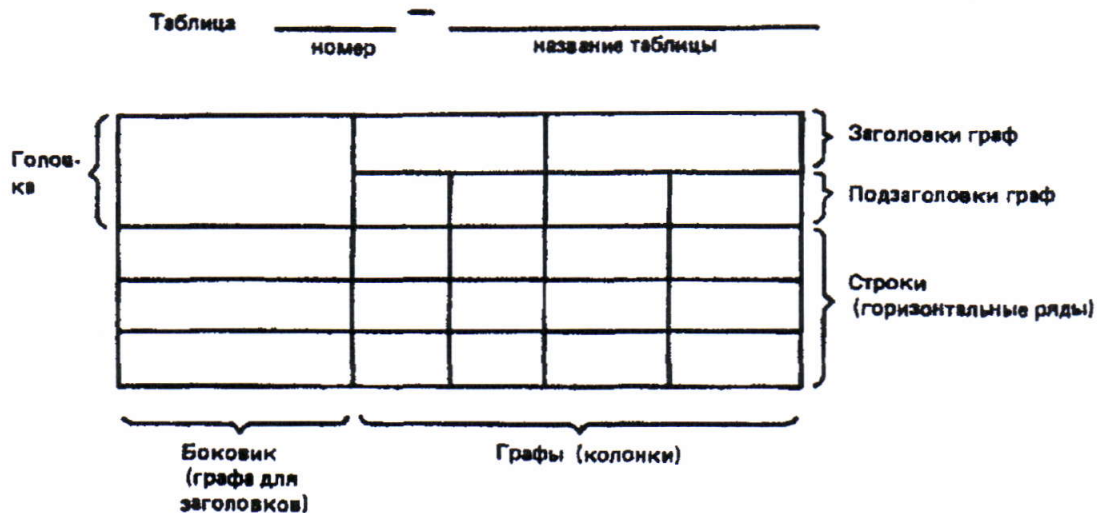 Таблица –
номер название таблицы
Голов-
ка
Заголовки граф
Подзаголовки граф
Строки
(горизонтальные ряды)
Боковик
(графа для
заголовков)
Графы (колонки)